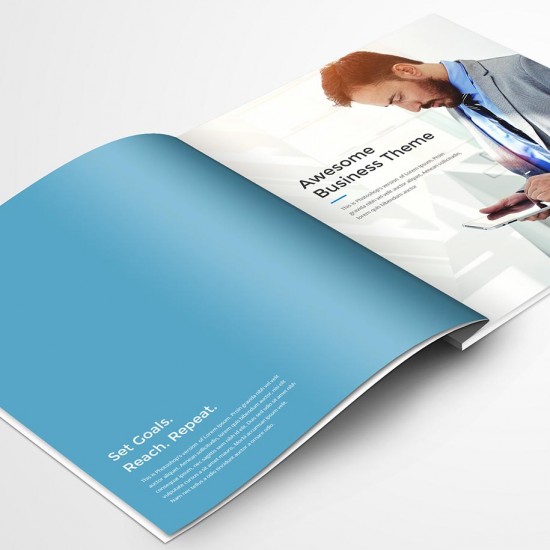 Set Goals.
Reach. Repeat.
This is Photoshop's version of Lorem Ipsum. Proin gravida nibh vel velit
auctor aliquet. Aenean sollicitudin, lorem quis bibendum auctor, nisi elit
consequat ipsum, nec sagittis sem nibh id elit. Duis sed odio sit amet nibh
vulputate cursus a sit amet mauris. Morbi accumsan ipsum velit.
Nam nec tellus a odio tincidunt auctor a ornare odio.
Awesome
Business Theme
This is Photoshop's version of Lorem Ipsum. Proin
gravida nibh vel velit auctor aliquet. Aenean sollicitudin,
lorem quis bibendum auctor